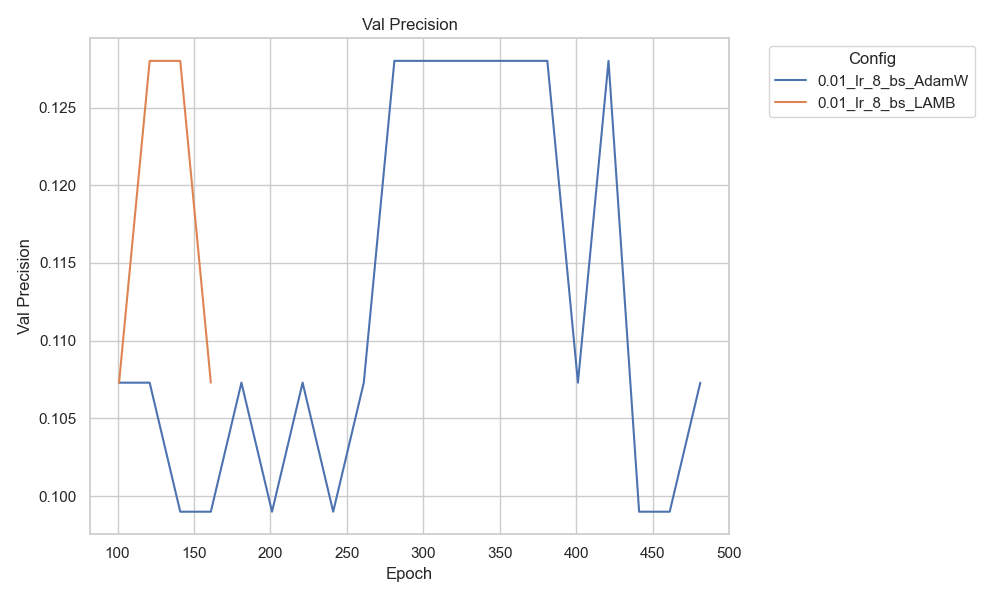 Val Precision
Config
0.01_lr_8_bs_AdamW
0.01_lr_8_bs_LAMB
Val Precision
0.125
0.120
0.115
0.110
0.105
0.100
100 150 200 250 300 350 400 450 500
Epoch